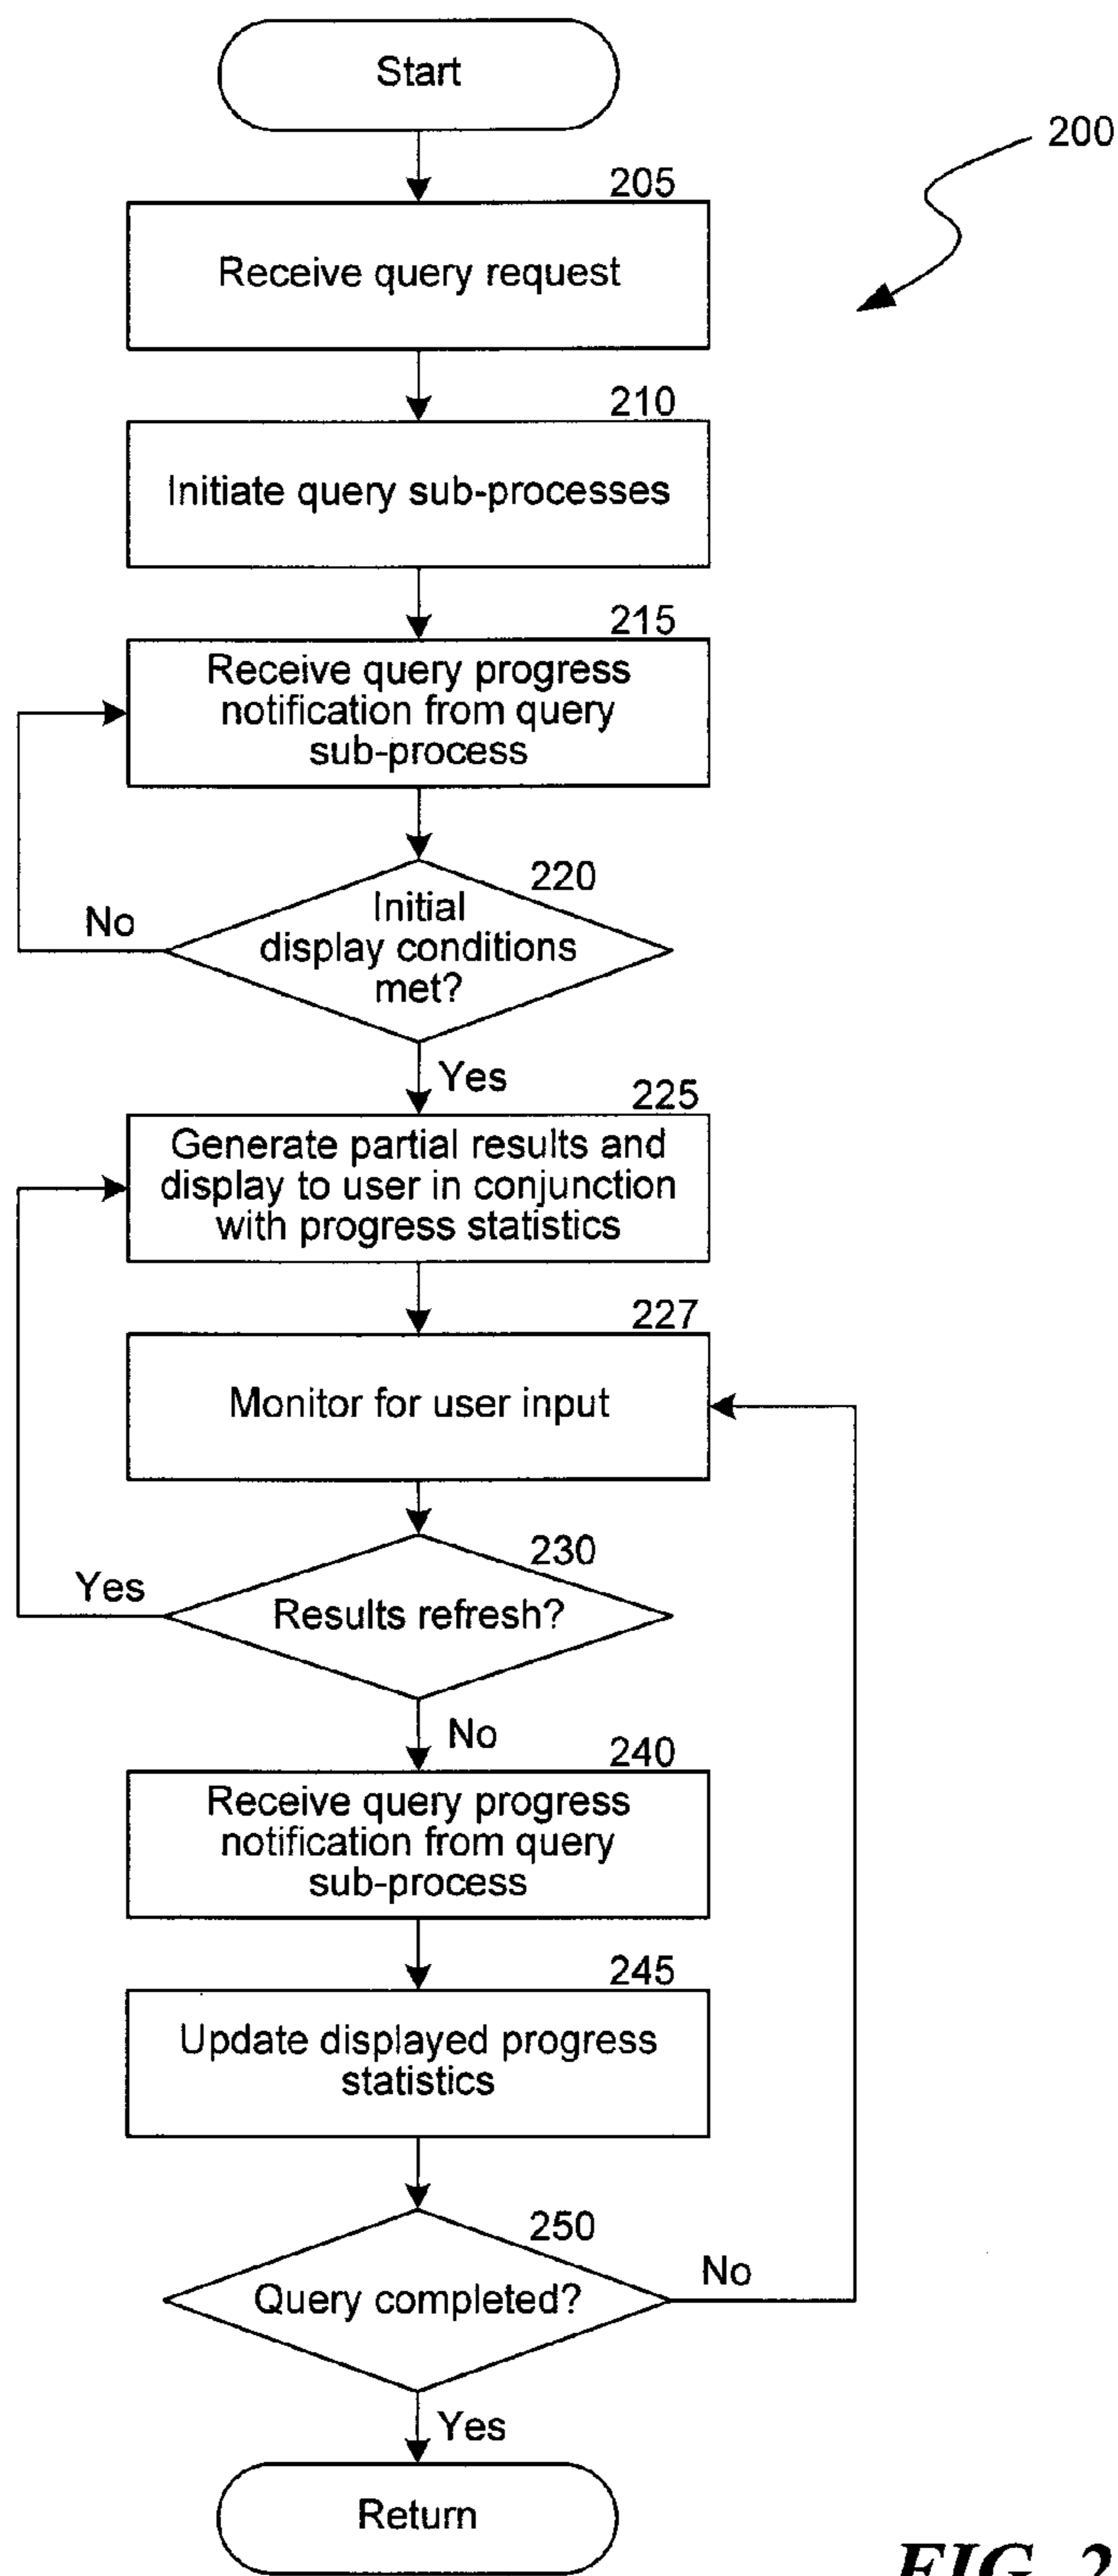 Start
200
205
Receive query request
210
Initiate query sub-processes
215
Receive query progress
notification from query
sub-process
220
Initial
display conditions
met?
No
Yes
225
Generate partial results and
display to user in conjunction
with progress statistics
227
Monitor for user input
230
Results refresh?
Yes
No
240
Receive query progress
notification from query
sub-process
245
Update displayed progress
statistics
250
Query completed?
No
Yes
Return
FIG. 2